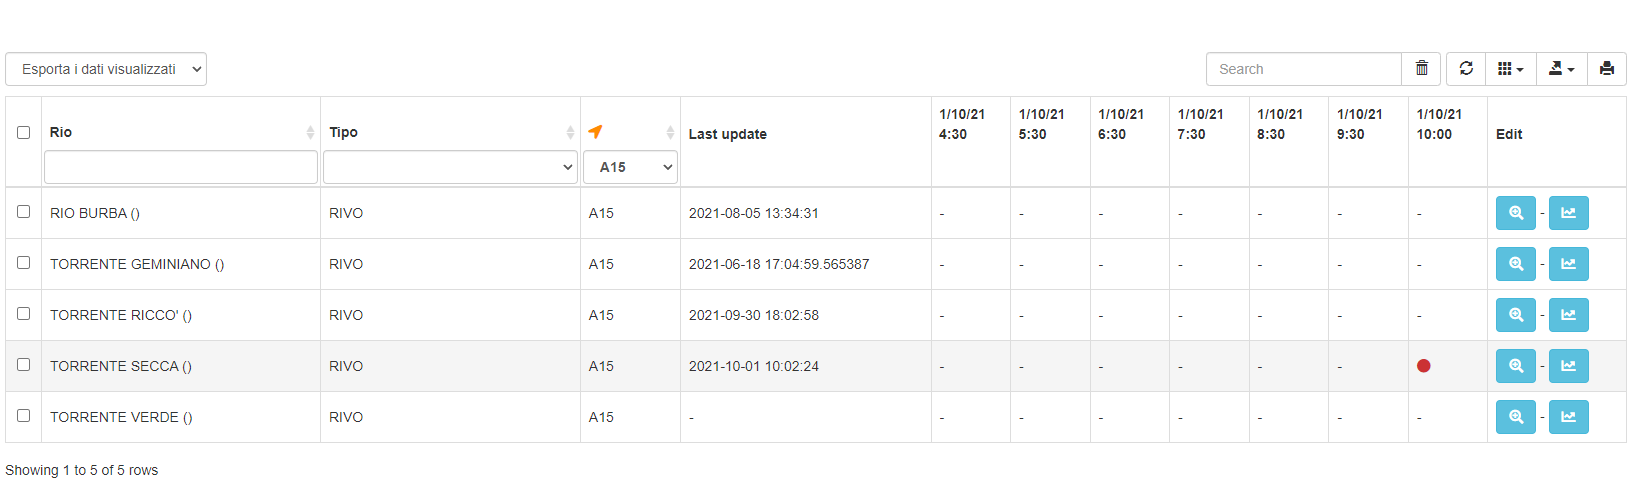 Esporta i dati visualizzati Search
Rio Tipo Last update 1/10/21 4:30 1/10/21 5:30 1/10/21 6:30 1/10/21 7:30 1/10/21 8:30 1/10/21 9:30 1/10/21 10:00 Edit
A15
RIO BURBA () RIVO A15 2021-08-05 13:34:31 - - - - - - - -
TORRENTE GEMINIANO () RIVO A15 2021-06-18 17:04:59.565387 - - - - - - - -
TORRENTE RICCO' () RIVO A15 2021-09-30 18:02:58 - - - - - - - -
TORRENTE SECCA () RIVO A15 2021-10-01 10:02:24 - - - - - - -
TORRENTE VERDE () RIVO A15 - - - - - - - - -
Showing 1 to 5 of 5 rows